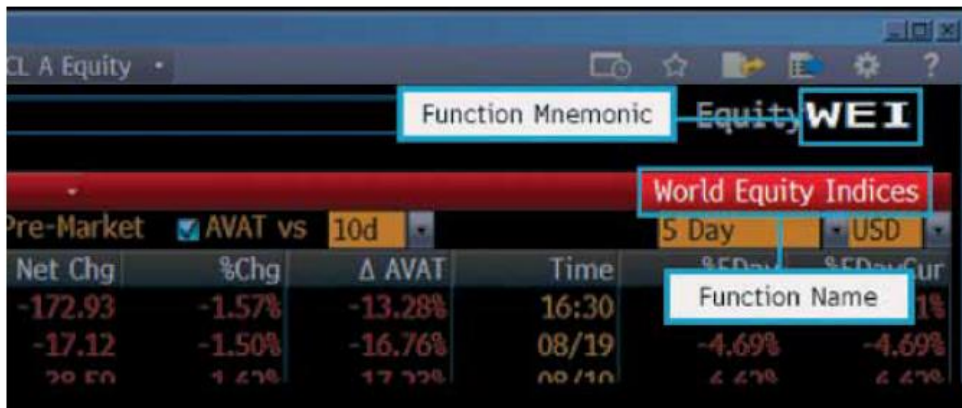 CL A Equity
?
Function Mnemonic
Equity WEI
World Equity Indices
Pre-Market AVAT vs 10d 5 Day USD
Net Chg %Chg Δ AVAT Time
Function Name
-172.93 -1.57% -13.28% 16:30
-17.12 -1.50% -16.76% 08/19 -4.69% -4.69%